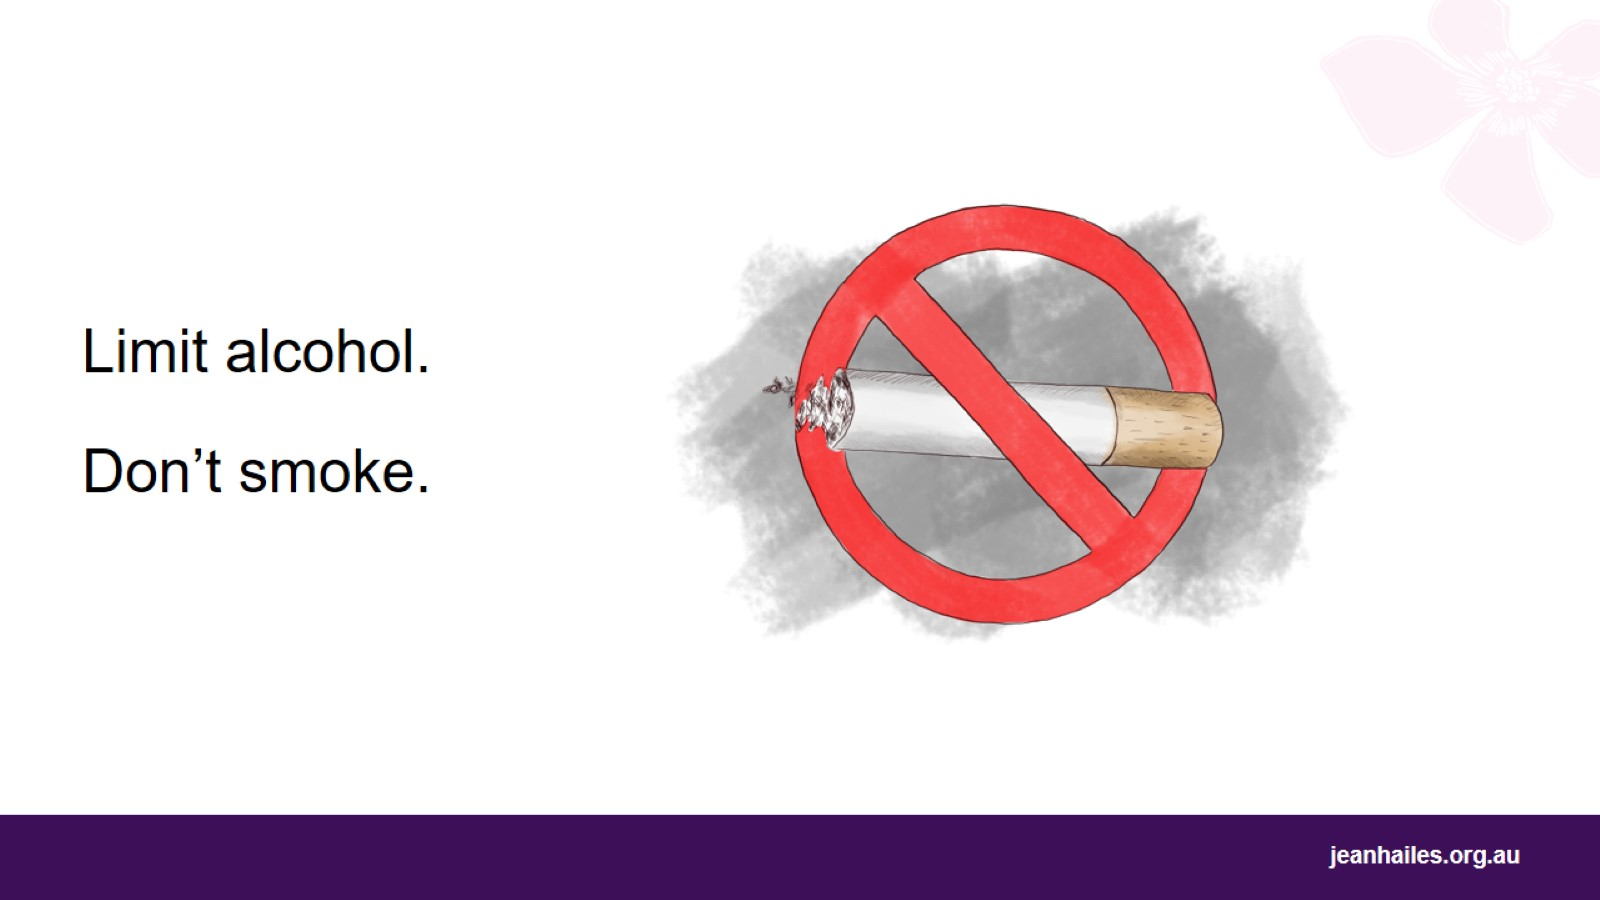 Limit alcohol.
Don’t smoke.
jeanhailes.org.au